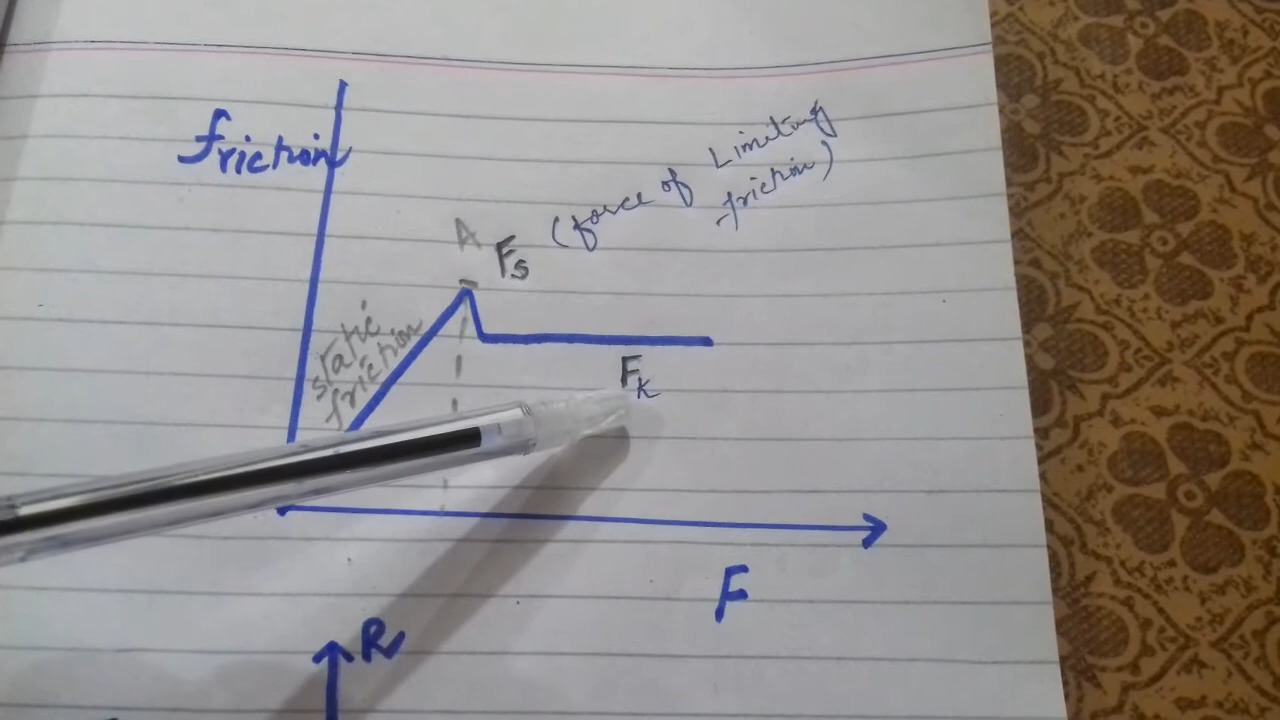 friction
(force of Limiting
friction)
A
Fs
static
friction
Fk
F
R